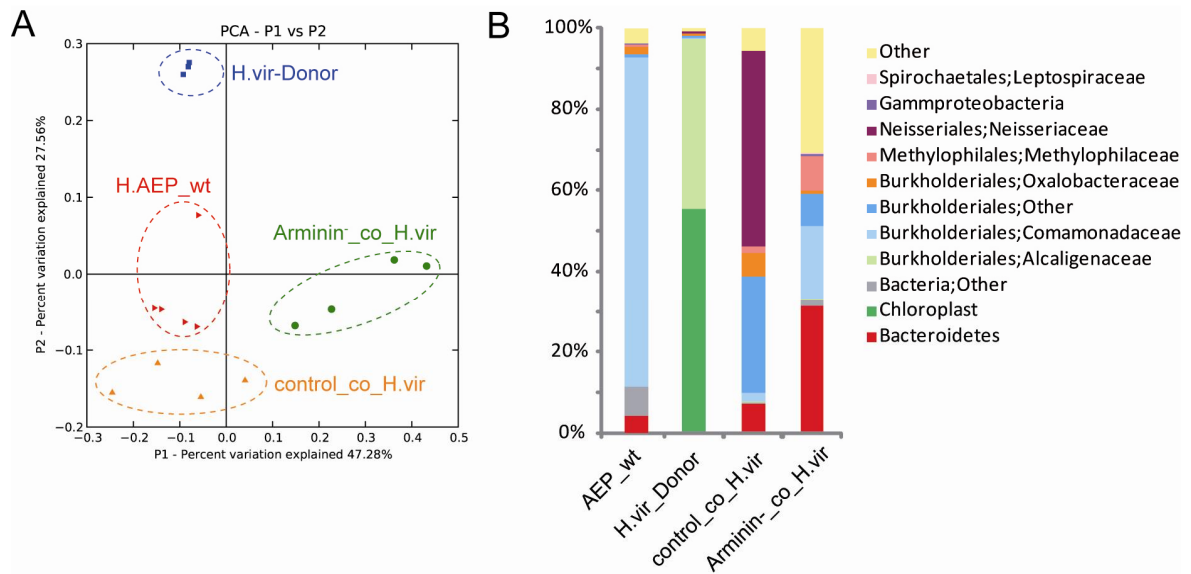 A
PCA - P1 vs P2
0.3
0.2
0.1
0.0
−0.1
−0.2
P2 - Percent variation explained 27.56%
H.vir-Donor
H.AEP_wt
Arminin-_co_H.vir
control_co_H.vir
−0.3 −0.2 −0.1 0.0 0.1 0.2 0.3 0.4 0.5
P1 - Percent variation explained 47.28%
B
100%
80%
60%
40%
20%
0%
AEP_wt
H.vir_Donor
control_co_H.vir
Arminin-_co_H.vir
Other
Spirochaetales;Leptospiraceae
Gammproteobacteria
Neisseriales;Neisseriaceae
Methylophilales;Methylophilaceae
Burkholderiales;Oxalobacteraceae
Burkholderiales;Other
Burkholderiales;Comamonadaceae
Burkholderiales;Alcaligenaceae
Bacteria;Other
Chloroplast
Bacteroidetes